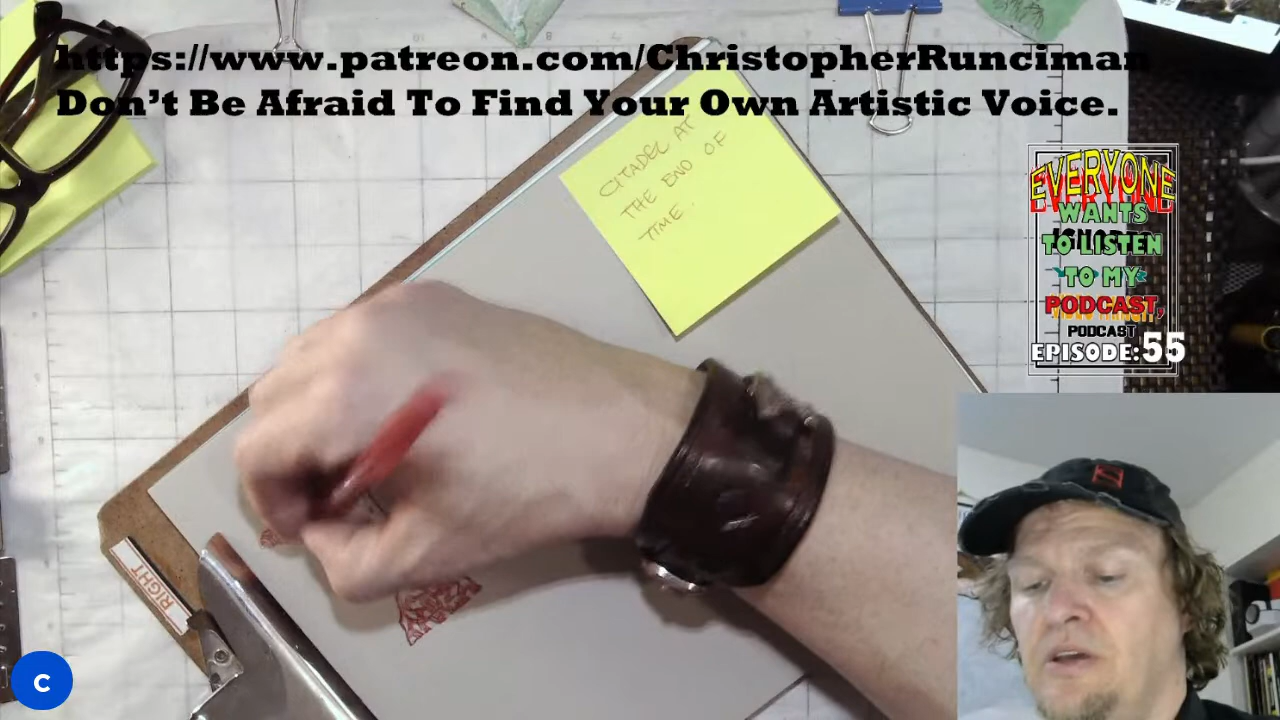 https://www.patreon.com/ChristopherRunciman
Don't Be Afraid To Find Your Own Artistic Voice.
CITADEL AT
THE END OF
TIME.
EVERYONE
WANTS
TO LISTEN
TO MY
PODCAST,
PODCAST
EPISODE:55
RIGHT
C